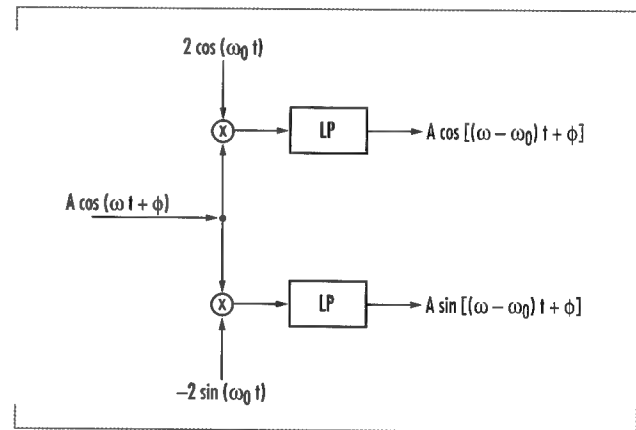 2 cos (ω₀ t)
X
LP
A cos [(ω – ω₀) t + ϕ]
A cos (ω t + ϕ)
X
LP
A sin [(ω – ω₀) t + ϕ]
–2 sin (ω₀ t)